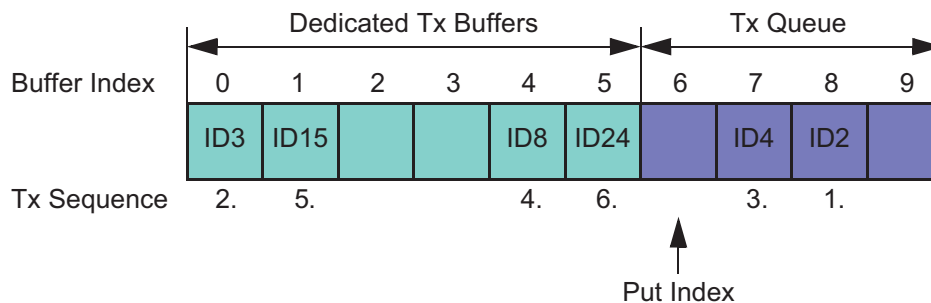 Dedicated Tx Buffers Tx Queue
Buffer Index 0 1 2 3 4 5 6 7 8 9
ID3 ID15 ID8 ID24 ID4 ID2
Tx Sequence 2. 5. 4. 6. 3. 1.
Put Index